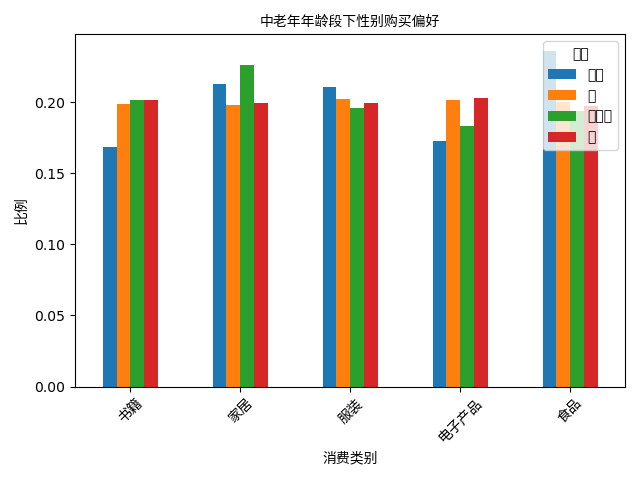 中老年年龄段下性别购买偏好
比例
0.20
0.15
0.10
0.05
0.00
书籍
家居
服装
电子产品
食品
消费类别